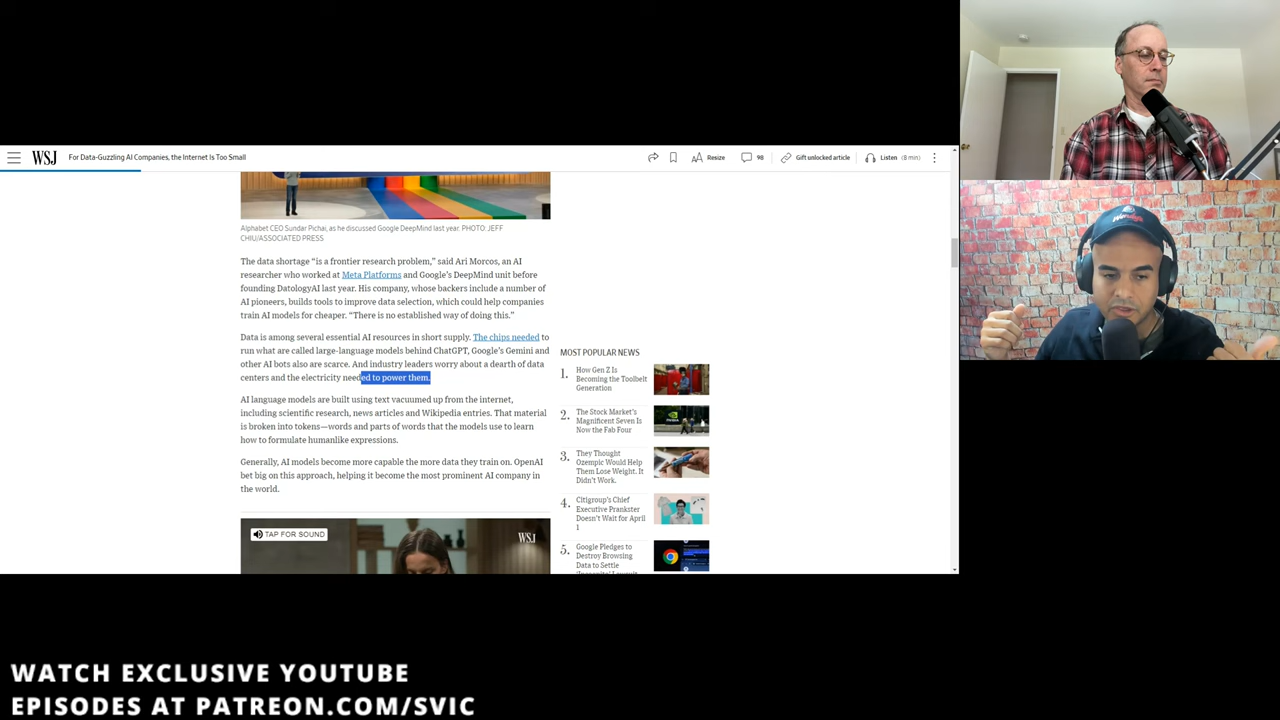 WSJ
For Data-Guzzling AI Companies, the Internet Is Too Small
Resize
98
Gift unlocked article
Listen (8 min)
Alphabet CEO Sundar Pichai, as he discussed Google DeepMind last year. PHOTO: JEFF
CHIU/ASSOCIATED PRESS
The data shortage “is a frontier research problem,” said Ari Morcos, an AI
researcher who worked at Meta Platforms and Google's DeepMind unit before
founding DatologyAI last year. His company, whose backers include a number of
AI pioneers, builds tools to improve data selection, which could help companies
train AI models for cheaper. “There is no established way of doing this.”
Data is among several essential AI resources in short supply. The chips needed to
run what are called large-language models behind ChatGPT, Google's Gemini and
other AI bots also are scarce. And industry leaders worry about a dearth of data
centers and the electricity needed to power them.
AI language models are built using text vacuumed up from the internet,
including scientific research, news articles and Wikipedia entries. That material
is broken into tokens—words and parts of words that the models use to learn
how to formulate humanlike expressions.
Generally, AI models become more capable the more data they train on. OpenAI
bet big on this approach, helping it become the most prominent AI company in
the world.
TAP FOR SOUND
WSJ
MOST POPULAR NEWS
1. How Gen Z Is
Becoming the Toolbelt
Generation
2. The Stock Market's
Magnificent Seven Is
Now the Fab Four
3. They Thought
Ozempic Would Help
Them Lose Weight. It
Didn't Work.
4. Citigroup's Chief
Executive Prankster
Doesn't Wait for April
1
5. Google Pledges to
Destroy Browsing
Data to Settle
'Incognito' Lawsuit
WATCH EXCLUSIVE YOUTUBE
EPISODES AT PATREON.COM/SVIC